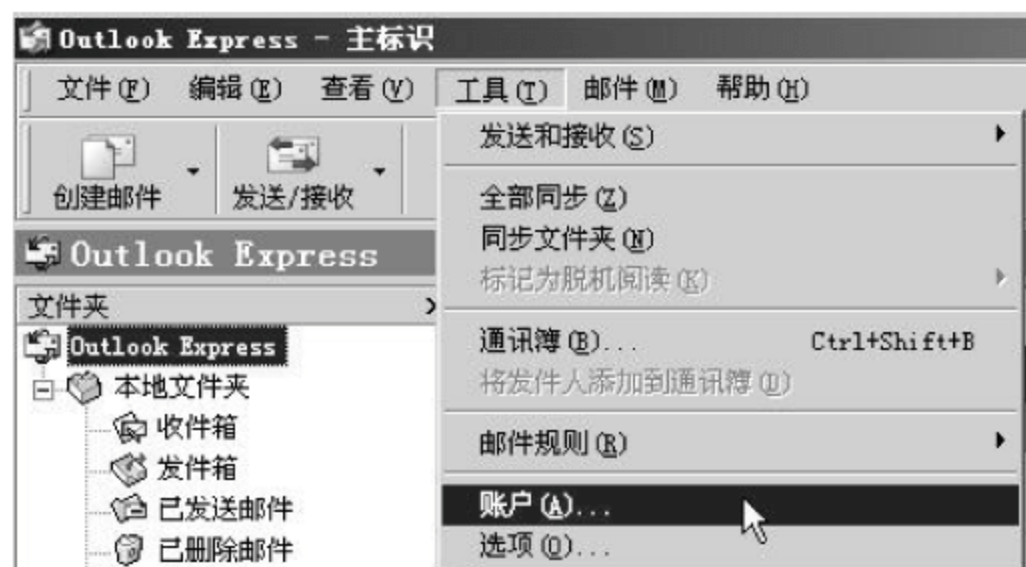 Outlook Express - 主标识
文件(F) 编辑(E) 查看(V) 工具(T) 邮件(M) 帮助(H)
创建邮件 发送/接收
Outlook Express
文件夹
Outlook Express
本地文件夹
收件箱
发件箱
已发送邮件
已删除邮件
发送和接收(S)
全部同步(Z)
同步文件夹(N)
标记为脱机阅读(K)
通讯簿(B)... Ctrl+Shift+B
将发件人添加到通讯簿(D)
邮件规则(R)
账户(A)...
选项(O)...